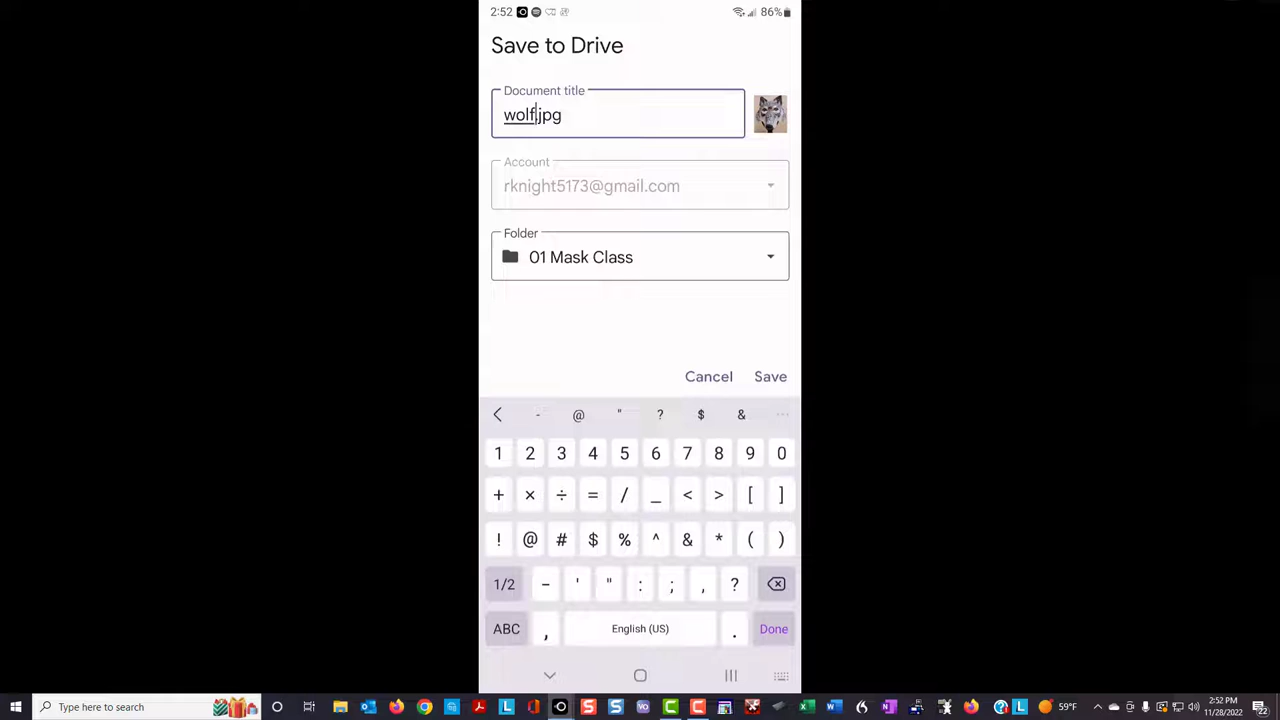 2:52 86%
Save to Drive
Document title
wolf.jpg
Account
rknight5173@gmail.com
Folder
01 Mask Class
Cancel Save
- @ " ? $ & ...
1 2 3 4 5 6 7 8 9 0
+ × ÷ = / _ < > [ ]
! @ # $ % ^ & * ( )
1/2 - ' " : ; , ?
ABC , English (US) . Done
Type here to search
59°F
2:52 PM
11/28/2022